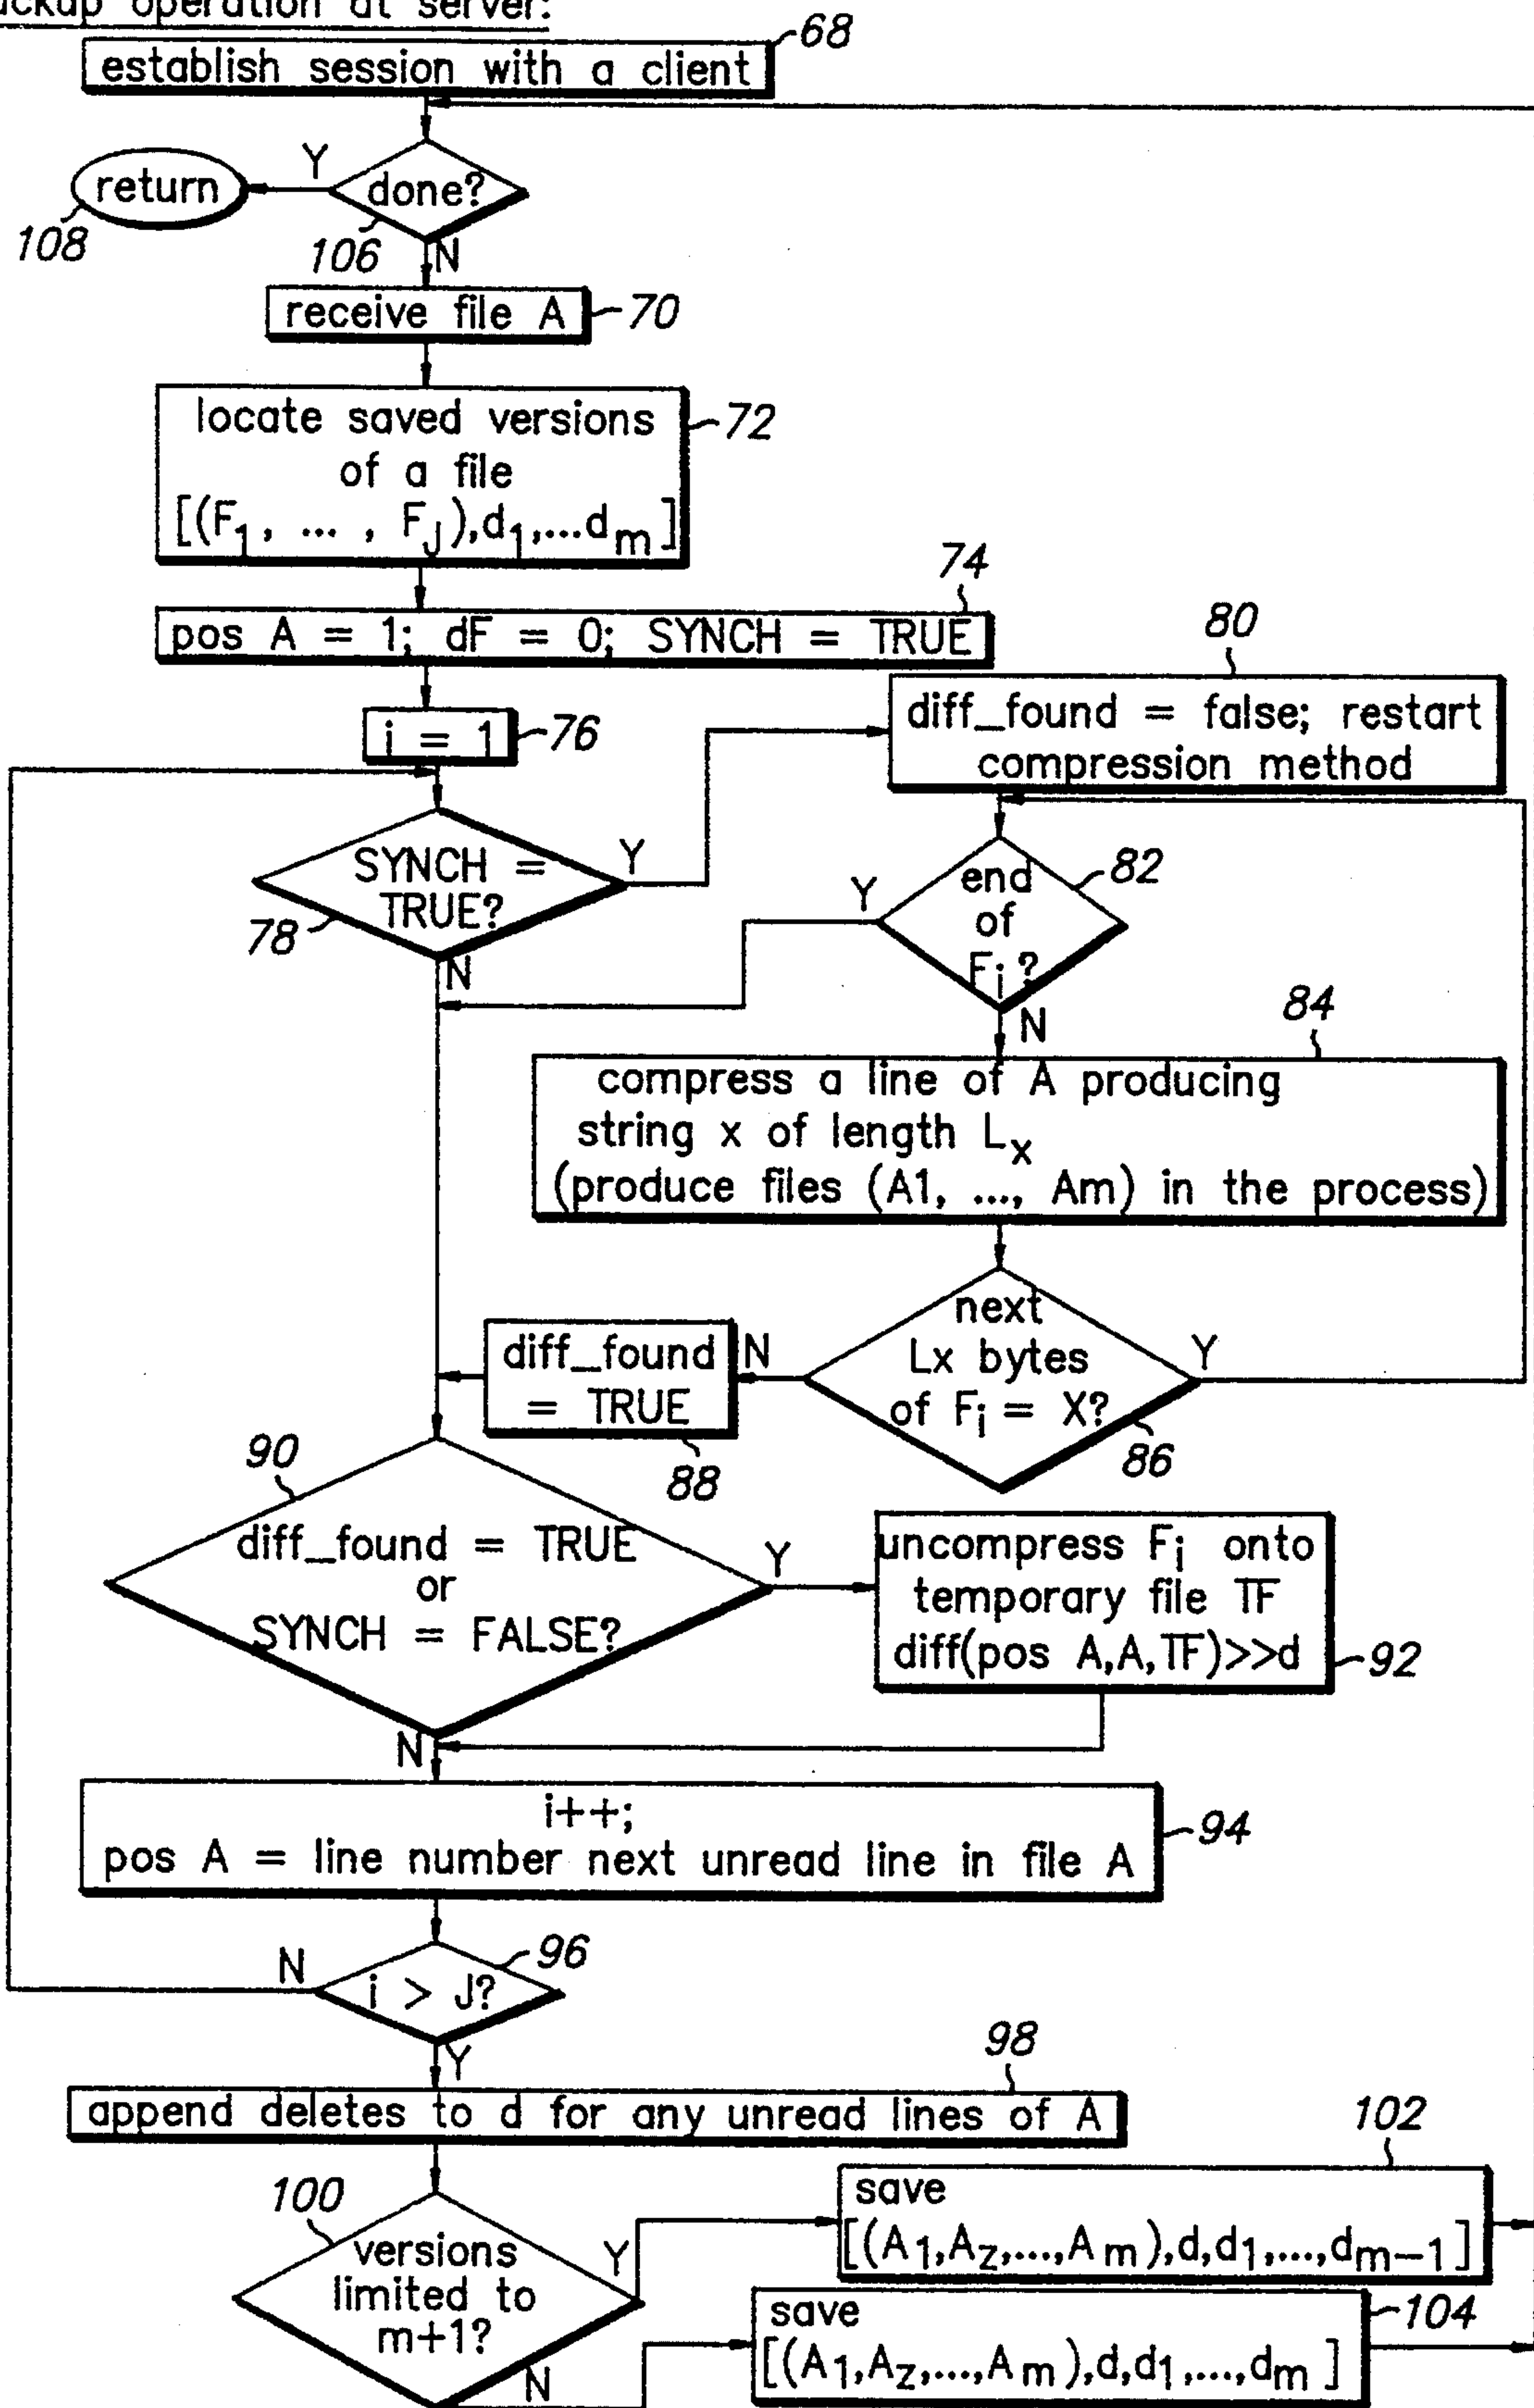 backup operation at server:
establish session with a client
68
return
Y
done?
108
106
N
receive file A
70
locate saved versions
of a file
[(F1, ... , FJ),d1,...dm]
72
74
pos A = 1; dF = 0; SYNCH = TRUE
80
i = 1
76
diff_found = false; restart
compression method
SYNCH =
TRUE?
Y
78
N
Y
end
of
Fi?
82
N
84
compress a line of A producing
string x of length Lx
(produce files (A1, ..., Am) in the process)
next
Lx bytes
of Fi = X?
Y
86
N
diff_found
= TRUE
88
90
diff_found = TRUE
or
SYNCH = FALSE?
Y
uncompress Fi onto
temporary file TF
diff(pos A,A,TF)>>d
92
N
i++;
pos A = line number next unread line in file A
94
N
i > J?
96
Y
98
append deletes to d for any unread lines of A
100
versions
limited to
m+1?
Y
102
save
[(A1,Az,...,Am),d,d1,...,dm-1]
N
save
[(A1,Az,...,Am),d,d1,...,dm]
104